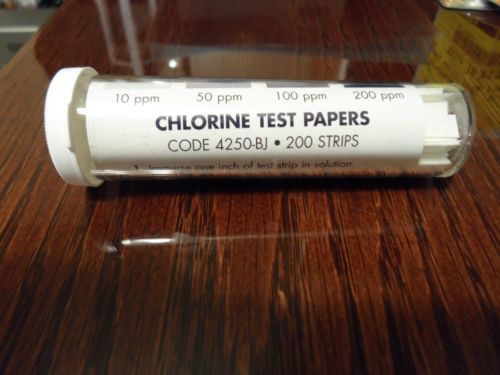 10 ppm 50 ppm 100 ppm 200 ppm
CHLORINE TEST PAPERS
CODE 4250-BJ • 200 STRIPS
1. Immerse one inch of test strip in solution.